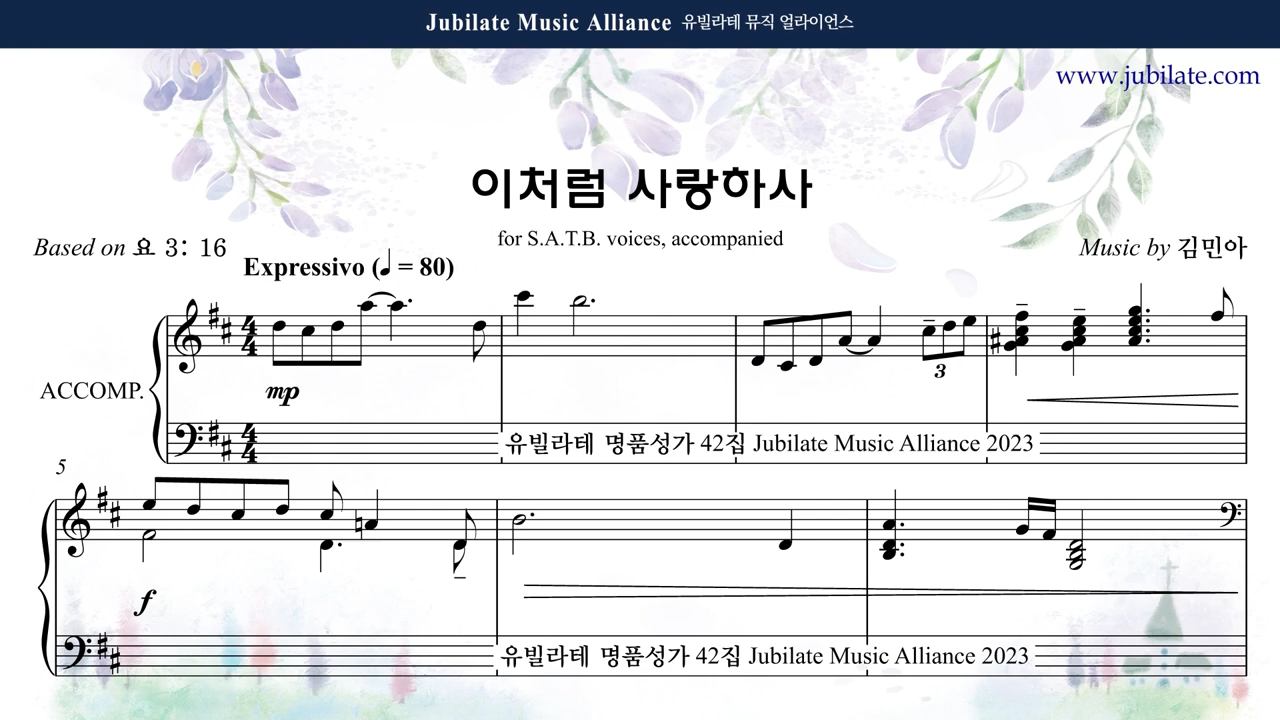 Jubilate Music Alliance 유빌라테 뮤직 얼라이언스
www.jubilate.com
이처럼 사랑하사
for S.A.T.B. voices, accompanied
Based on 요 3: 16
Music by 김민아
Expressivo (♩ = 80)
ACCOMP.
mp
3
유빌라테 명품성가 42집 Jubilate Music Alliance 2023
5
f
유빌라테 명품성가 42집 Jubilate Music Alliance 2023